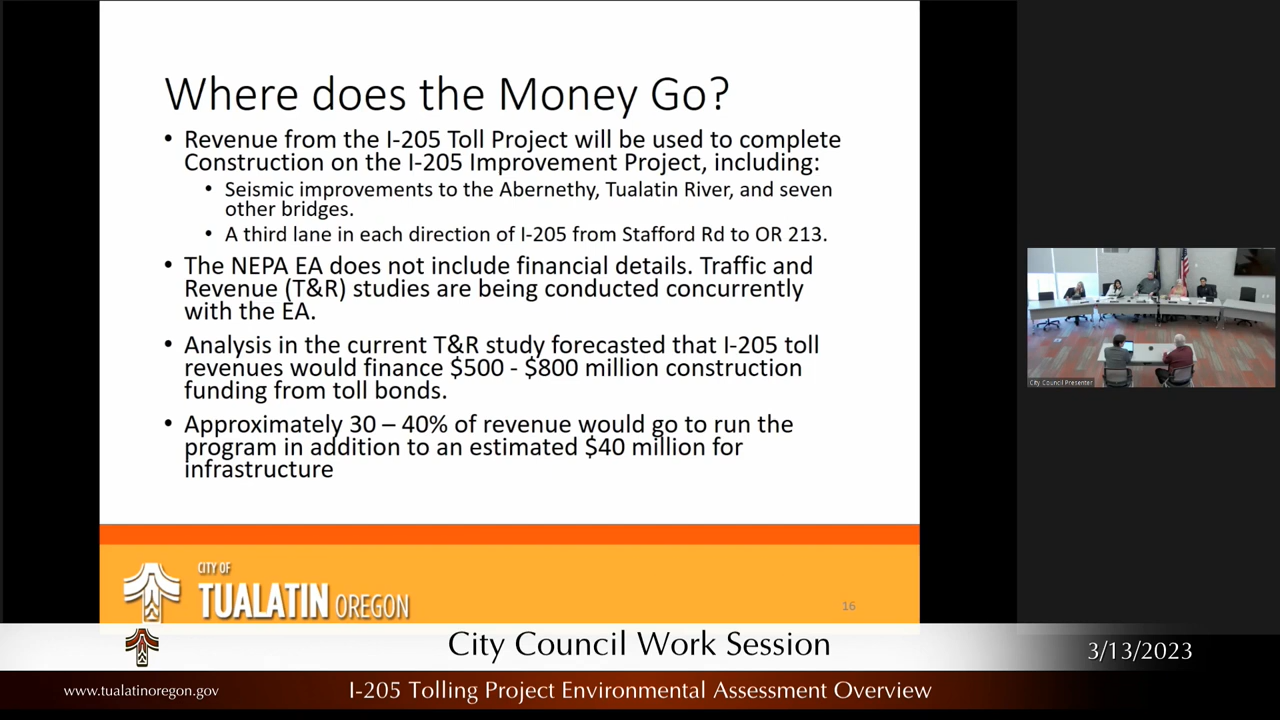 Where does the Money Go?
• Revenue from the I-205 Toll Project will be used to complete
Construction on the I-205 Improvement Project, including:
• Seismic improvements to the Abernethy, Tualatin River, and seven
other bridges.
• A third lane in each direction of I-205 from Stafford Rd to OR 213.
• The NEPA EA does not include financial details. Traffic and
Revenue (T&R) studies are being conducted concurrently
with the EA.
• Analysis in the current T&R study forecasted that I-205 toll
revenues would finance $500 - $800 million construction
funding from toll bonds.
• Approximately 30 – 40% of revenue would go to run the
program in addition to an estimated $40 million for
infrastructure
CITY OF
TUALATIN OREGON
16
City Council Presenter
City Council Work Session
3/13/2023
www.tualatinoregon.gov
I-205 Tolling Project Environmental Assessment Overview